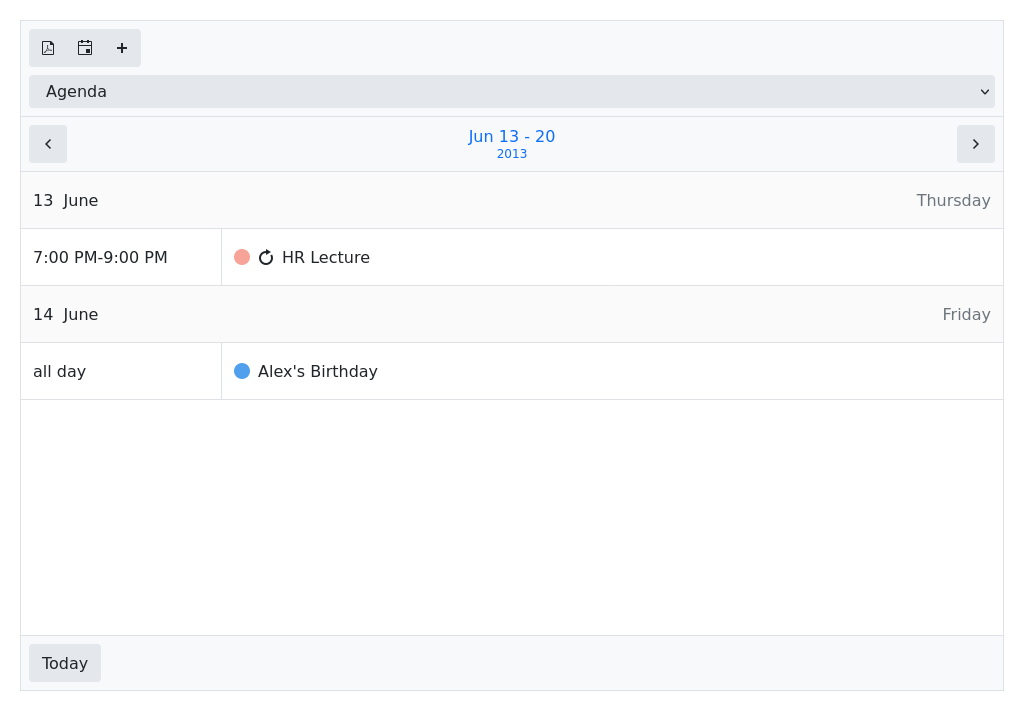 Agenda
Jun 13 - 20
2013
13 June Thursday
7:00 PM-9:00 PM HR Lecture
14 June Friday
all day Alex's Birthday
Today